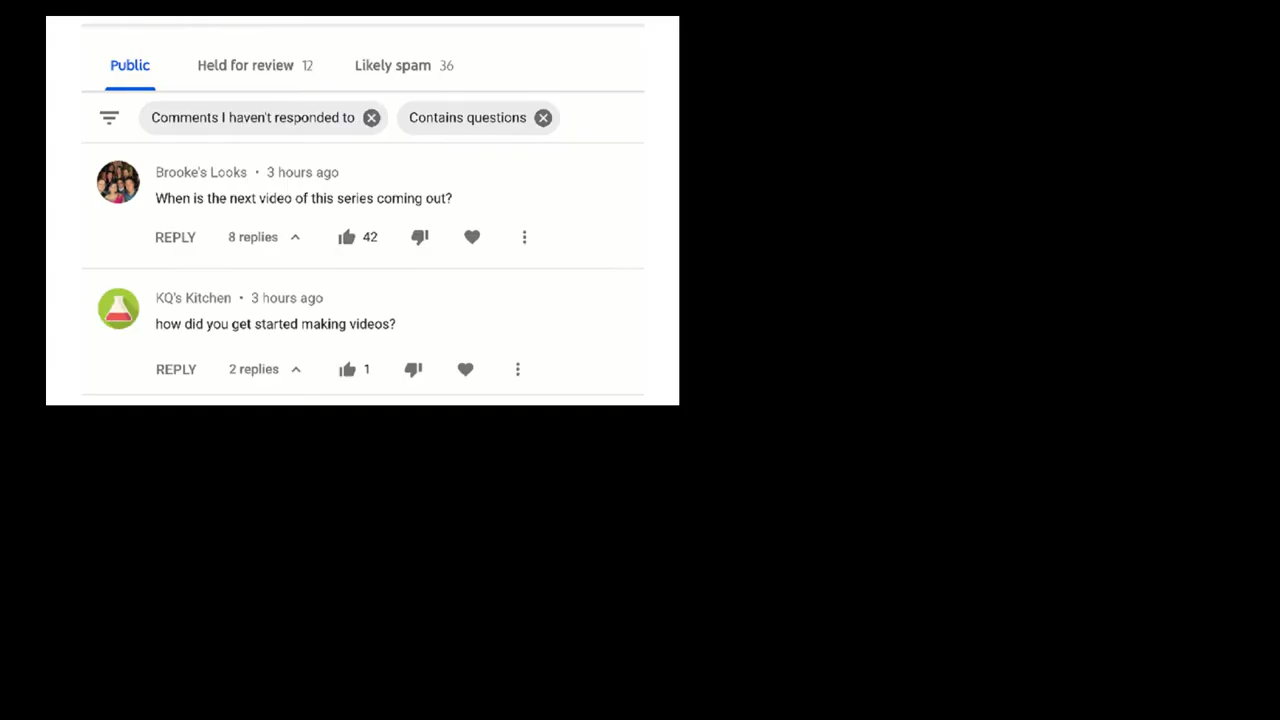 Public Held for review 12 Likely spam 36
Comments I haven't responded to Contains questions
Brooke's Looks • 3 hours ago
When is the next video of this series coming out?
REPLY 8 replies 42
KQ's Kitchen • 3 hours ago
how did you get started making videos?
REPLY 2 replies 1